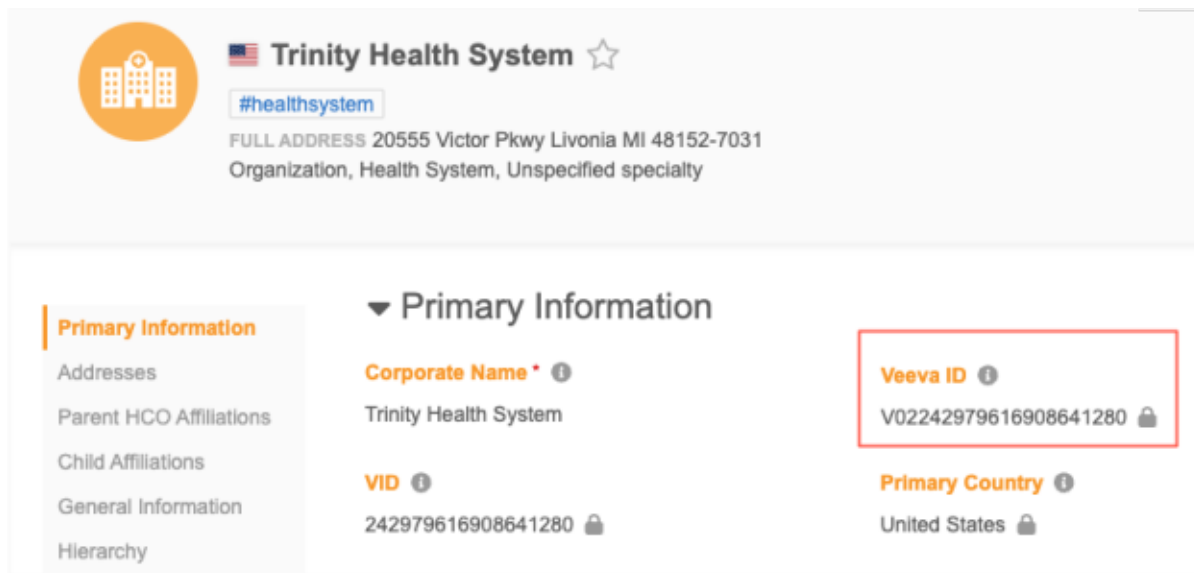 Trinity Health System
#healthsystem
FULL ADDRESS 20555 Victor Pkwy Livonia MI 48152-7031
Organization, Health System, Unspecified specialty
Primary Information
Addresses
Parent HCO Affiliations
Child Affiliations
General Information
Hierarchy
Primary Information
Corporate Name *
Trinity Health System
Veeva ID
V02242979616908641280
VID
242979616908641280
Primary Country
United States